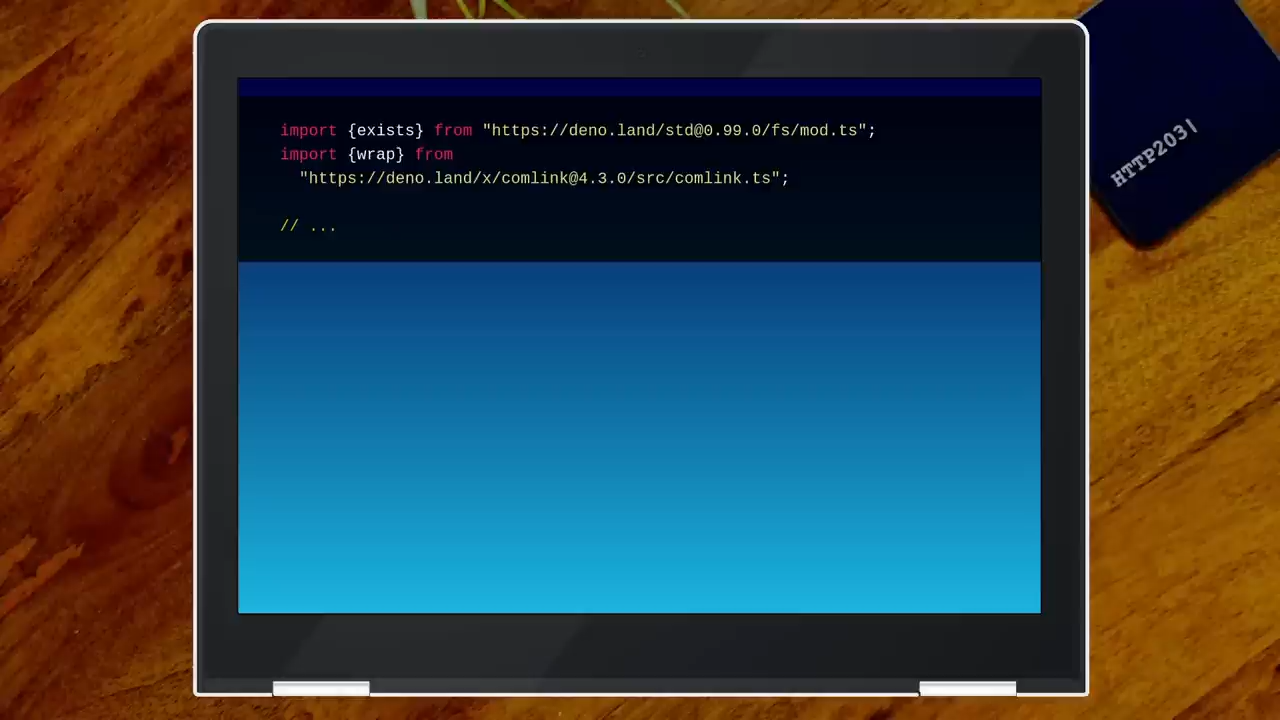 import {exists} from "https://deno.land/std@0.99.0/fs/mod.ts";
import {wrap} from
"https://deno.land/x/comlink@4.3.0/src/comlink.ts";
// ...
HTTP203|